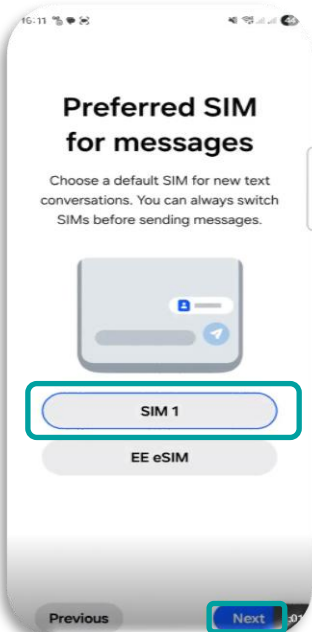 16:11
Preferred SIM
for messages
Choose a default SIM for new text
conversations. You can always switch
SIMs before sending messages.
SIM 1
EE eSIM
Previous
Next